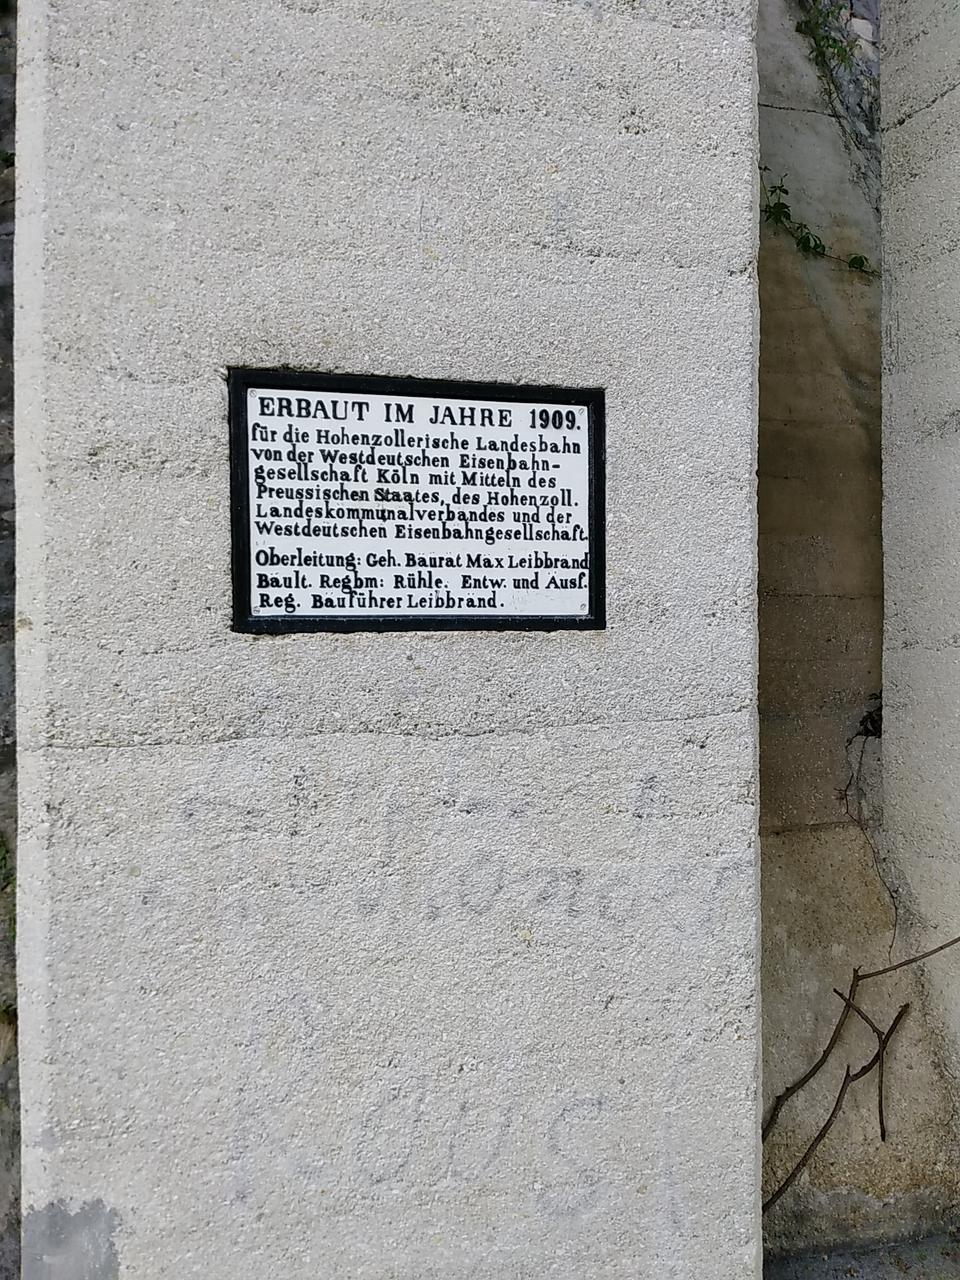 ERBAUT IM JAHRE 1909.
für die Hohenzollerische Landesbahn
von der Westdeutschen Eisenbahn-
gesellschaft Köln mit Mitteln des
Preussischen Staates, des Hohenzoll.
Landeskommunalverbandes und der
Westdeutschen Eisenbahngesellschaft.
Oberleitung: Geh. Baurat Max Leibbrand
Bault. Regbm: Rühle. Entw. und Ausf.
Reg. Bauführer Leibbrand.